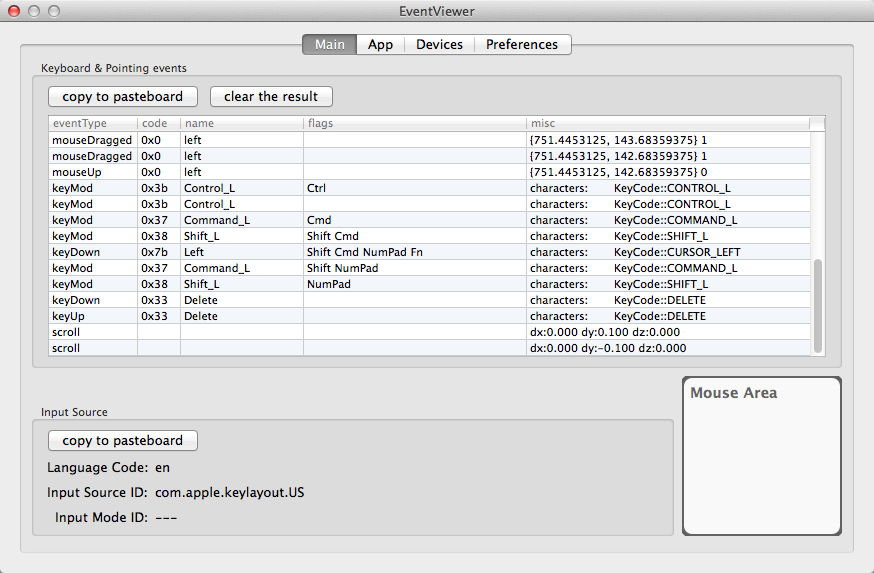 EventViewer
Main App Devices Preferences
Keyboard & Pointing events
copy to pasteboard clear the result
eventType code name flags misc
mouseDragged 0x0 left {751.4453125, 143.68359375} 1
mouseDragged 0x0 left {751.4453125, 142.68359375} 1
mouseUp 0x0 left {751.4453125, 142.68359375} 0
keyMod 0x3b Control_L Ctrl characters: KeyCode::CONTROL_L
keyMod 0x3b Control_L characters: KeyCode::CONTROL_L
keyMod 0x37 Command_L Cmd characters: KeyCode::COMMAND_L
keyMod 0x38 Shift_L Shift Cmd characters: KeyCode::SHIFT_L
keyDown 0x7b Left Shift Cmd NumPad Fn characters: KeyCode::CURSOR_LEFT
keyMod 0x37 Command_L Shift NumPad characters: KeyCode::COMMAND_L
keyMod 0x38 Shift_L NumPad characters: KeyCode::SHIFT_L
keyDown 0x33 Delete characters: KeyCode::DELETE
keyUp 0x33 Delete characters: KeyCode::DELETE
scroll dx:0.000 dy:0.100 dz:0.000
scroll dx:0.000 dy:-0.100 dz:0.000
Mouse Area
Input Source
copy to pasteboard
Language Code: en
Input Source ID: com.apple.keylayout.US
Input Mode ID: ---